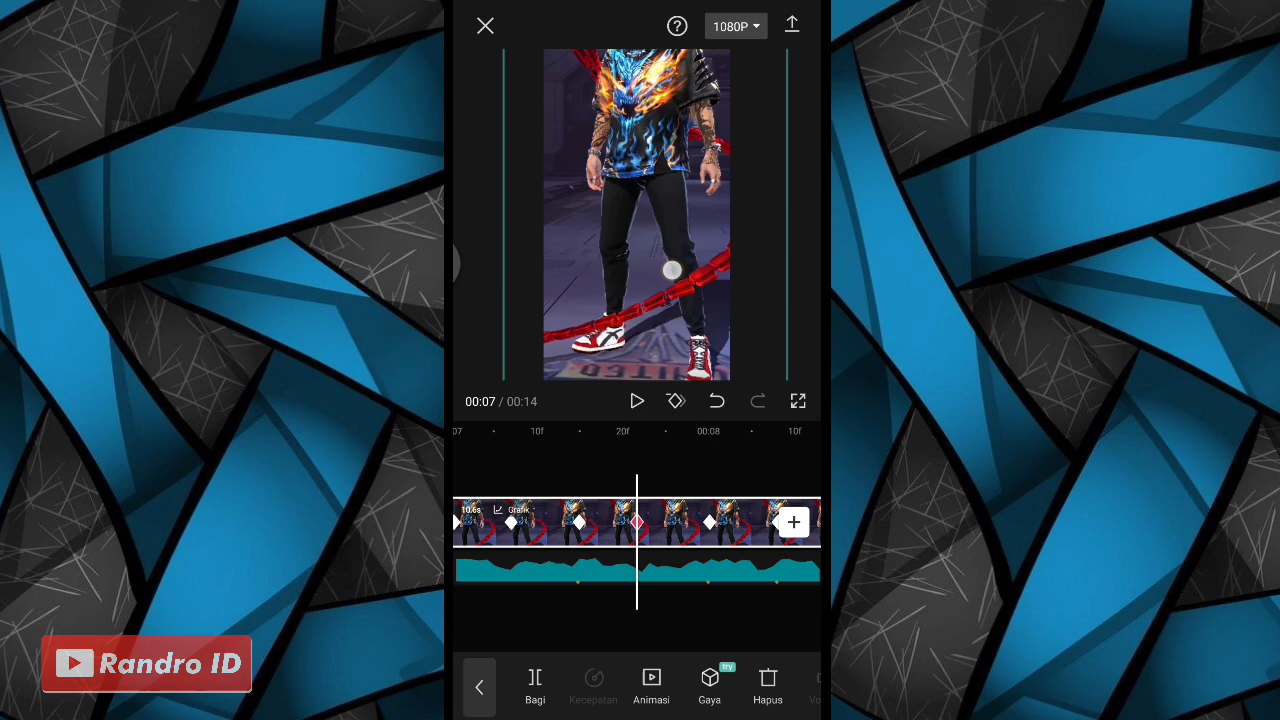 1080P
00:07 / 00:14
07
10f
20f
00:08
10f
10.6s
Grafik
Bagi
Kecepatan
Animasi
try
Gaya
Hapus
Randro ID